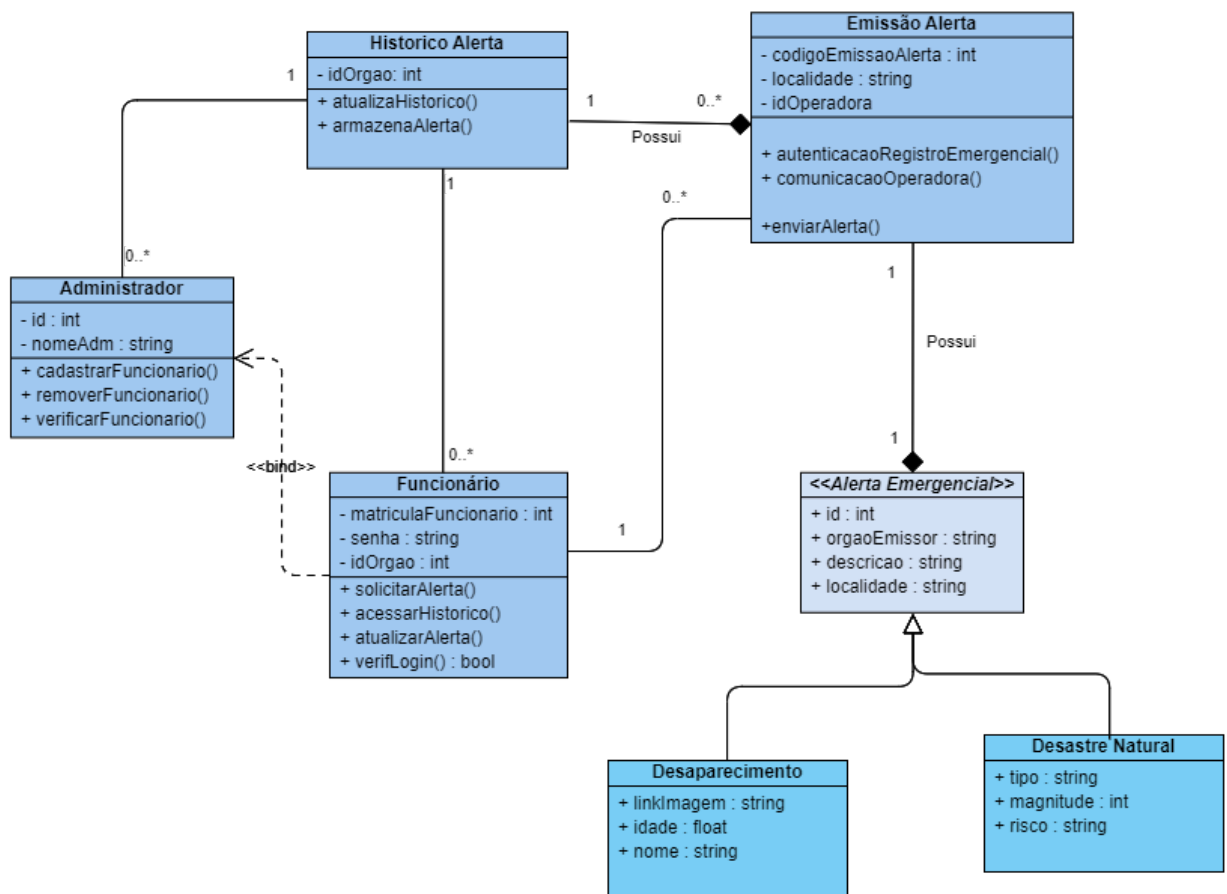 Historico Alerta
- idOrgao: int
+ atualizaHistorico()
+ armazenaAlerta()
Emissão Alerta
- codigoEmissaoAlerta : int
- localidade : string
- idOperadora
+ autenticacaoRegistroEmergencial()
+ comunicacaoOperadora()
+enviarAlerta()
1
1
0..*
Possui
1
0..*
1
0..*
Administrador
- id : int
- nomeAdm : string
+ cadastrarFuncionario()
+ removerFuncionario()
+ verificarFuncionario()
Possui
<<bind>>
0..*
1
1
Funcionário
- matriculaFuncionario : int
- senha : string
- idOrgao : int
+ solicitarAlerta()
+ acessarHistorico()
+ atualizarAlerta()
+ verifLogin() : bool
<<Alerta Emergencial>>
+ id : int
+ orgaoEmissor : string
+ descricao : string
+ localidade : string
Desaparecimento
+ linkImagem : string
+ idade : float
+ nome : string
Desastre Natural
+ tipo : string
+ magnitude : int
+ risco : string